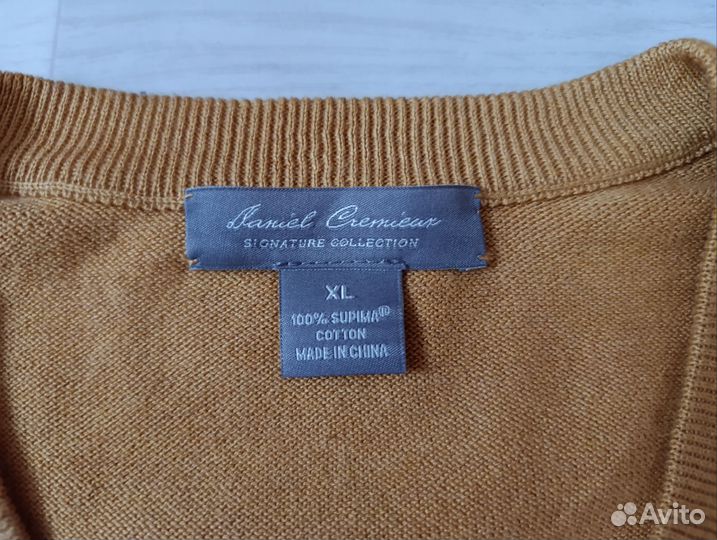 Daniel Cremieux
SIGNATURE COLLECTION
XL
100% SUPIMA®
COTTON
MADE IN CHINA
Avito